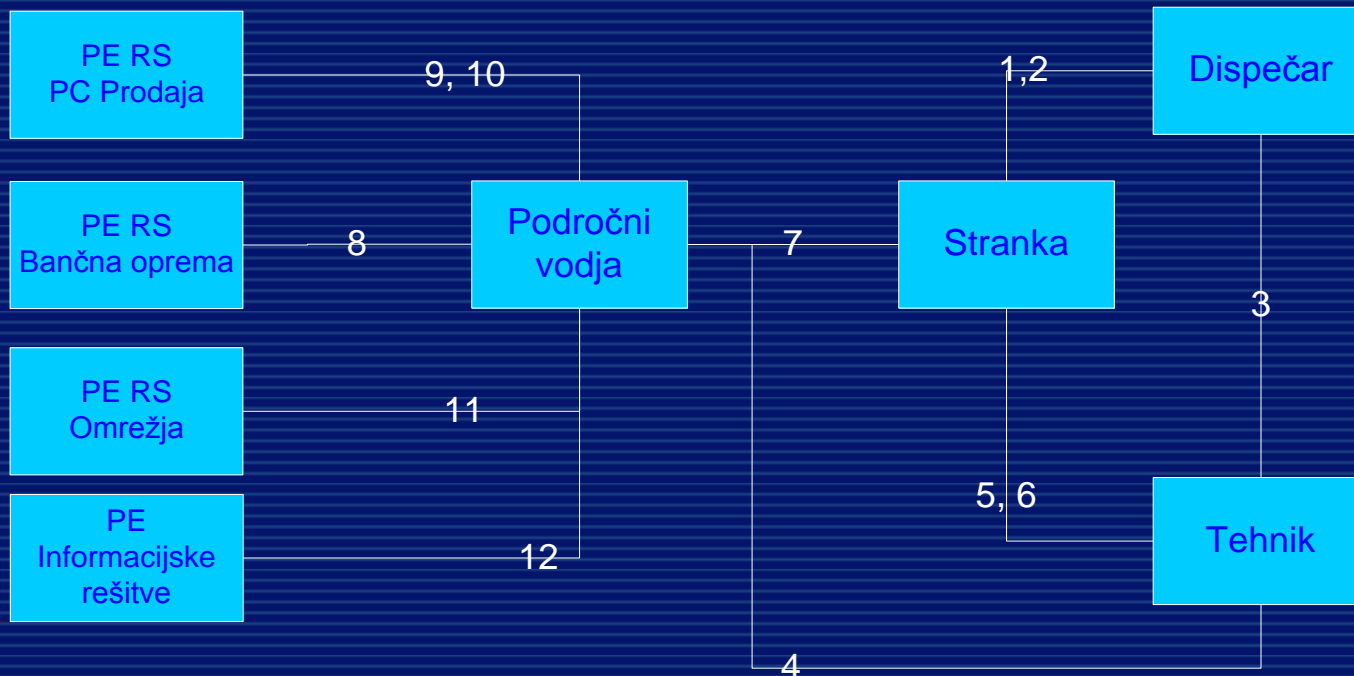 PE RS
PC Prodaja
9, 10
1,2
Dispečar
PE RS
Bančna oprema
8
Področni
vodja
7
Stranka
3
PE RS
Omrežja
11
5, 6
PE
Informacijske
rešitve
12
Tehnik
4